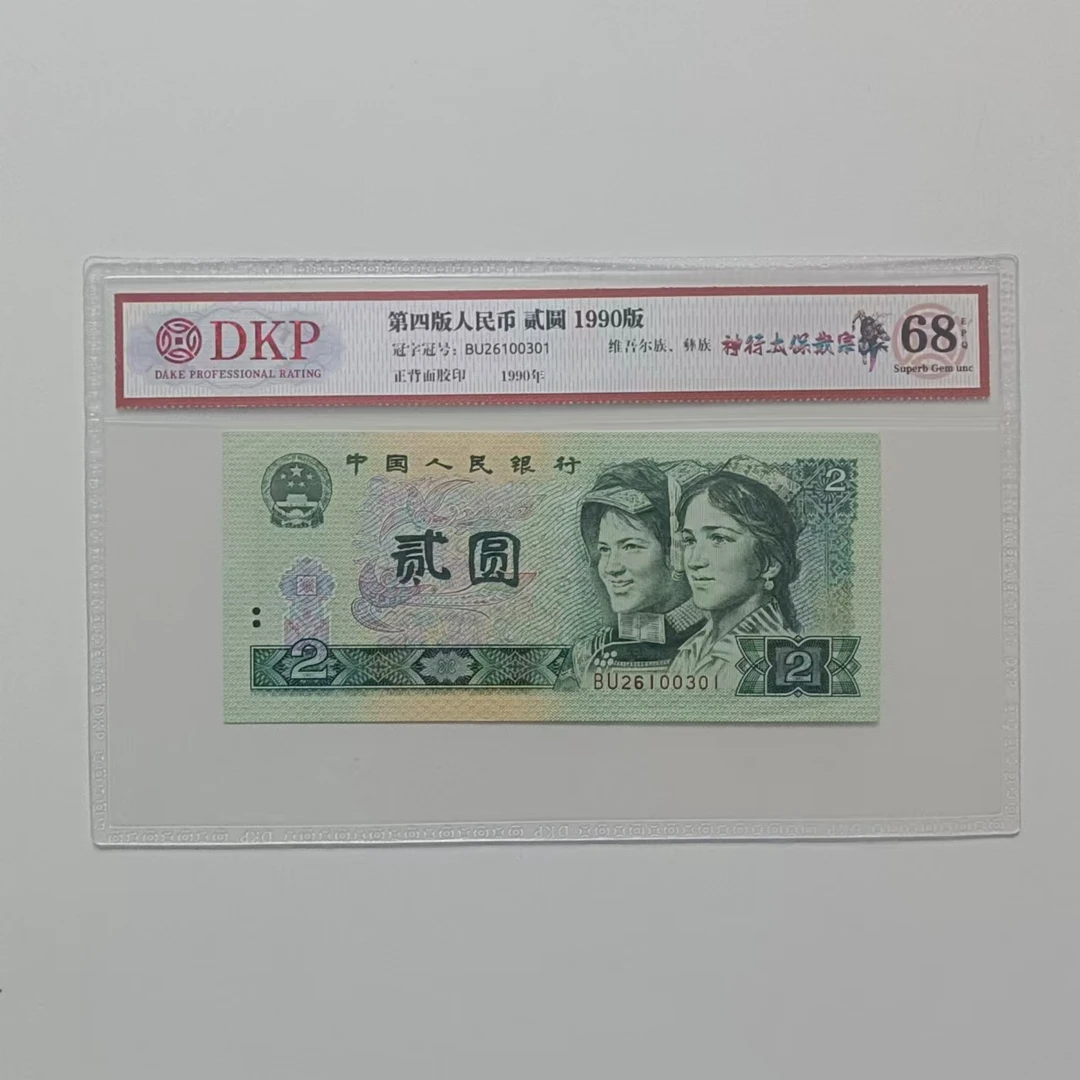 DKP
DAKE PROFESSIONAL RATING
第四版人民币 贰圆 1990版
冠字冠号：BU26100301
维吾尔族、彝族
正背面胶印 1990年
神行太保戴宗
68
EPQ
Superb Gem unc
中国人民银行
2
贰圆
2
BU26100301
2
DKP